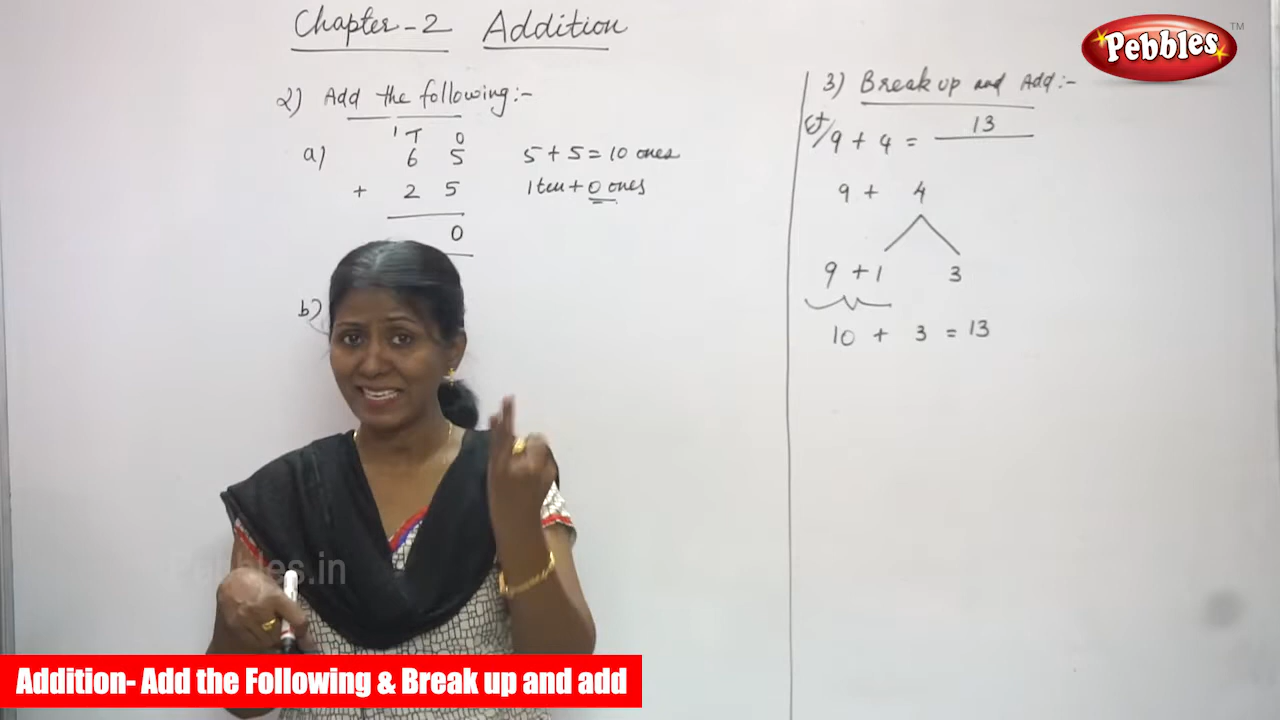 Chapter-2 Addition
2) Add the following:-
1 T O
a) 6 5
+ 2 5
0
5 + 5 = 10 ones
1 ten + 0 ones
b)
3) Break up and Add:-
9 + 4 = 13
9 + 4
9 + 1 3
10 + 3 = 13
Pebbles™
Pebbles.in
Addition- Add the Following & Break up and add